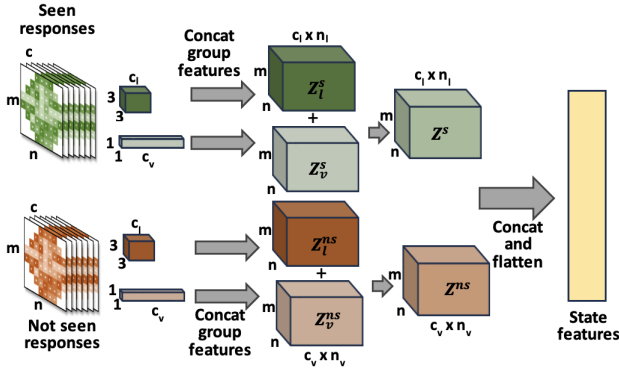 Seen
responses
c
m
n
c_l
3
3
1
1
c_v
Concat
group
features
c_l x n_l
m
n
Z_l^s
+
m
n
Z_v^s
c_l x n_l
m
n
Z^s
c
m
n
Not seen
responses
c_l
3
3
1
1
c_v
Concat
group
features
m
n
Z_l^ns
+
m
n
Z_v^ns
c_v x n_v
m
n
Z^ns
c_v x n_v
Concat
and
flatten
State
features